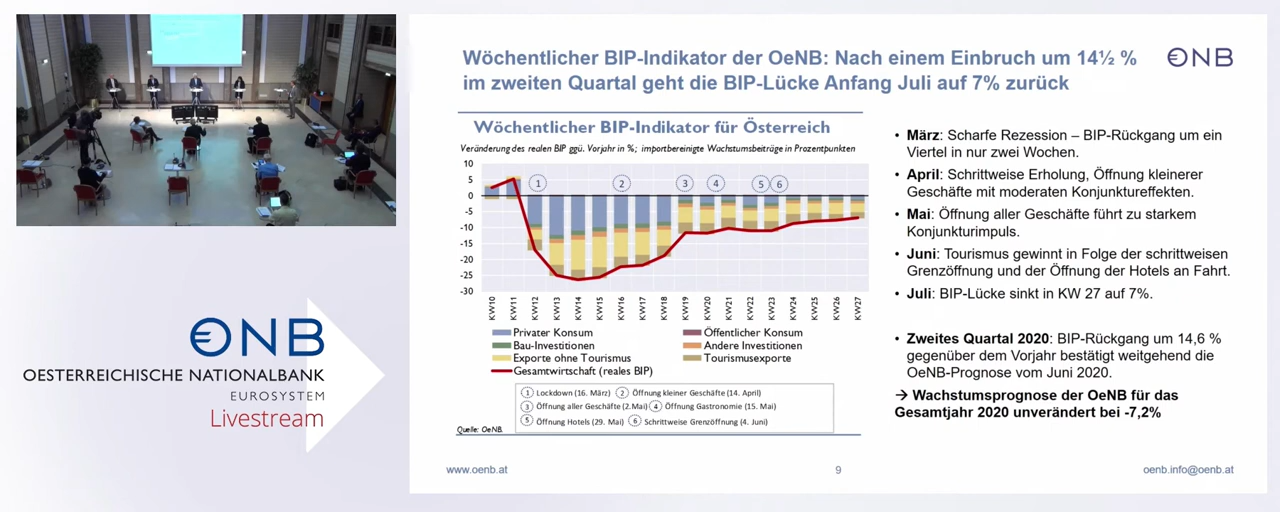 Wöchentlicher BIP-Indikator der OeNB: Nach einem Einbruch um 14½ %
im zweiten Quartal geht die BIP-Lücke Anfang Juli auf 7% zurück
€NB
Wöchentlicher BIP-Indikator für Österreich
Veränderung des realen BIP ggü. Vorjahr in %; importbereinigte Wachstumsbeiträge in Prozentpunkten
10
5
0
-5
-10
-15
-20
-25
-30
1 2 3 4 5 6
KW10 KW11 KW12 KW13 KW14 KW15 KW16 KW17 KW18 KW19 KW20 KW21 KW22 KW23 KW24 KW25 KW26 KW27
Privater Konsum Öffentlicher Konsum
Bau-Investitionen Andere Investitionen
Exporte ohne Tourismus Tourismusexporte
Gesamtwirtschaft (reales BIP)
1 Lockdown (16. März) 2 Öffnung kleiner Geschäfte (14. April)
3 Öffnung aller Geschäfte (2.Mai) 4 Öffnung Gastronomie (15. Mai)
5 Öffnung Hotels (29. Mai) 6 Schrittweise Grenzöffnung (4. Juni)
Quelle: OeNB.
• März: Scharfe Rezession – BIP-Rückgang um ein
Viertel in nur zwei Wochen.
• April: Schrittweise Erholung, Öffnung kleinerer
Geschäfte mit moderaten Konjunktureffekten.
• Mai: Öffnung aller Geschäfte führt zu starkem
Konjunkturimpuls.
• Juni: Tourismus gewinnt in Folge der schrittweisen
Grenzöffnung und der Öffnung der Hotels an Fahrt.
• Juli: BIP-Lücke sinkt in KW 27 auf 7%.
• Zweites Quartal 2020: BIP-Rückgang um 14,6 %
gegenüber dem Vorjahr bestätigt weitgehend die
OeNB-Prognose vom Juni 2020.
→ Wachstumsprognose der OeNB für das
Gesamtjahr 2020 unverändert bei -7,2%
www.oenb.at
9
oenb.info@oenb.at
€NB
OESTERREICHISCHE NATIONALBANK
EUROSYSTEM
Livestream